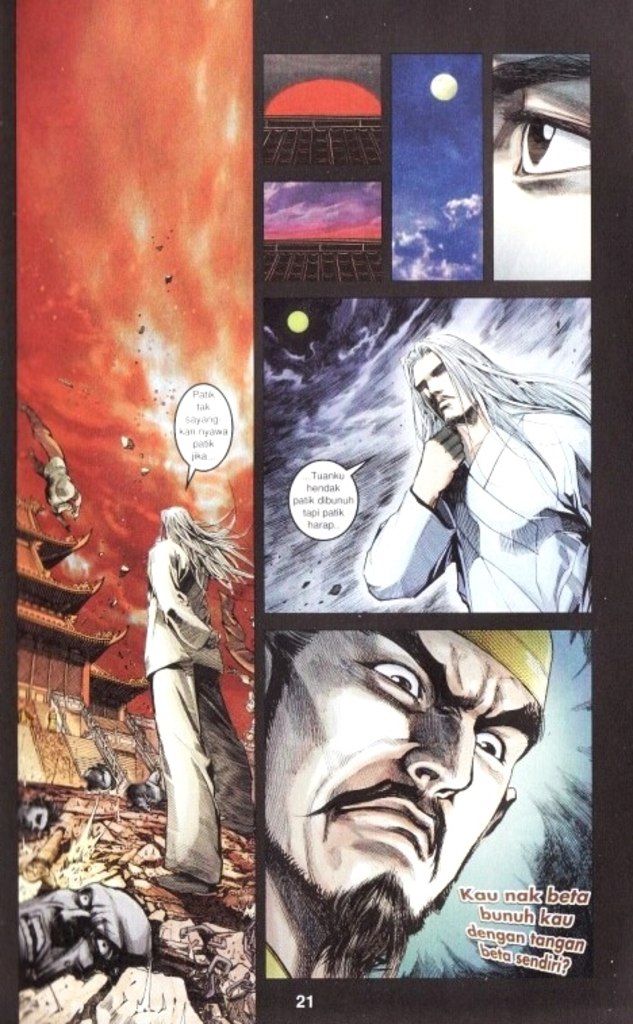 Patik
tak
sayang
kan nyawa
patik
jika...
...Tuanku
hendak
patik dibunuh
tapi patik
harap..
Kau nak beta
bunuh kau
dengan tangan
beta sendiri?
21